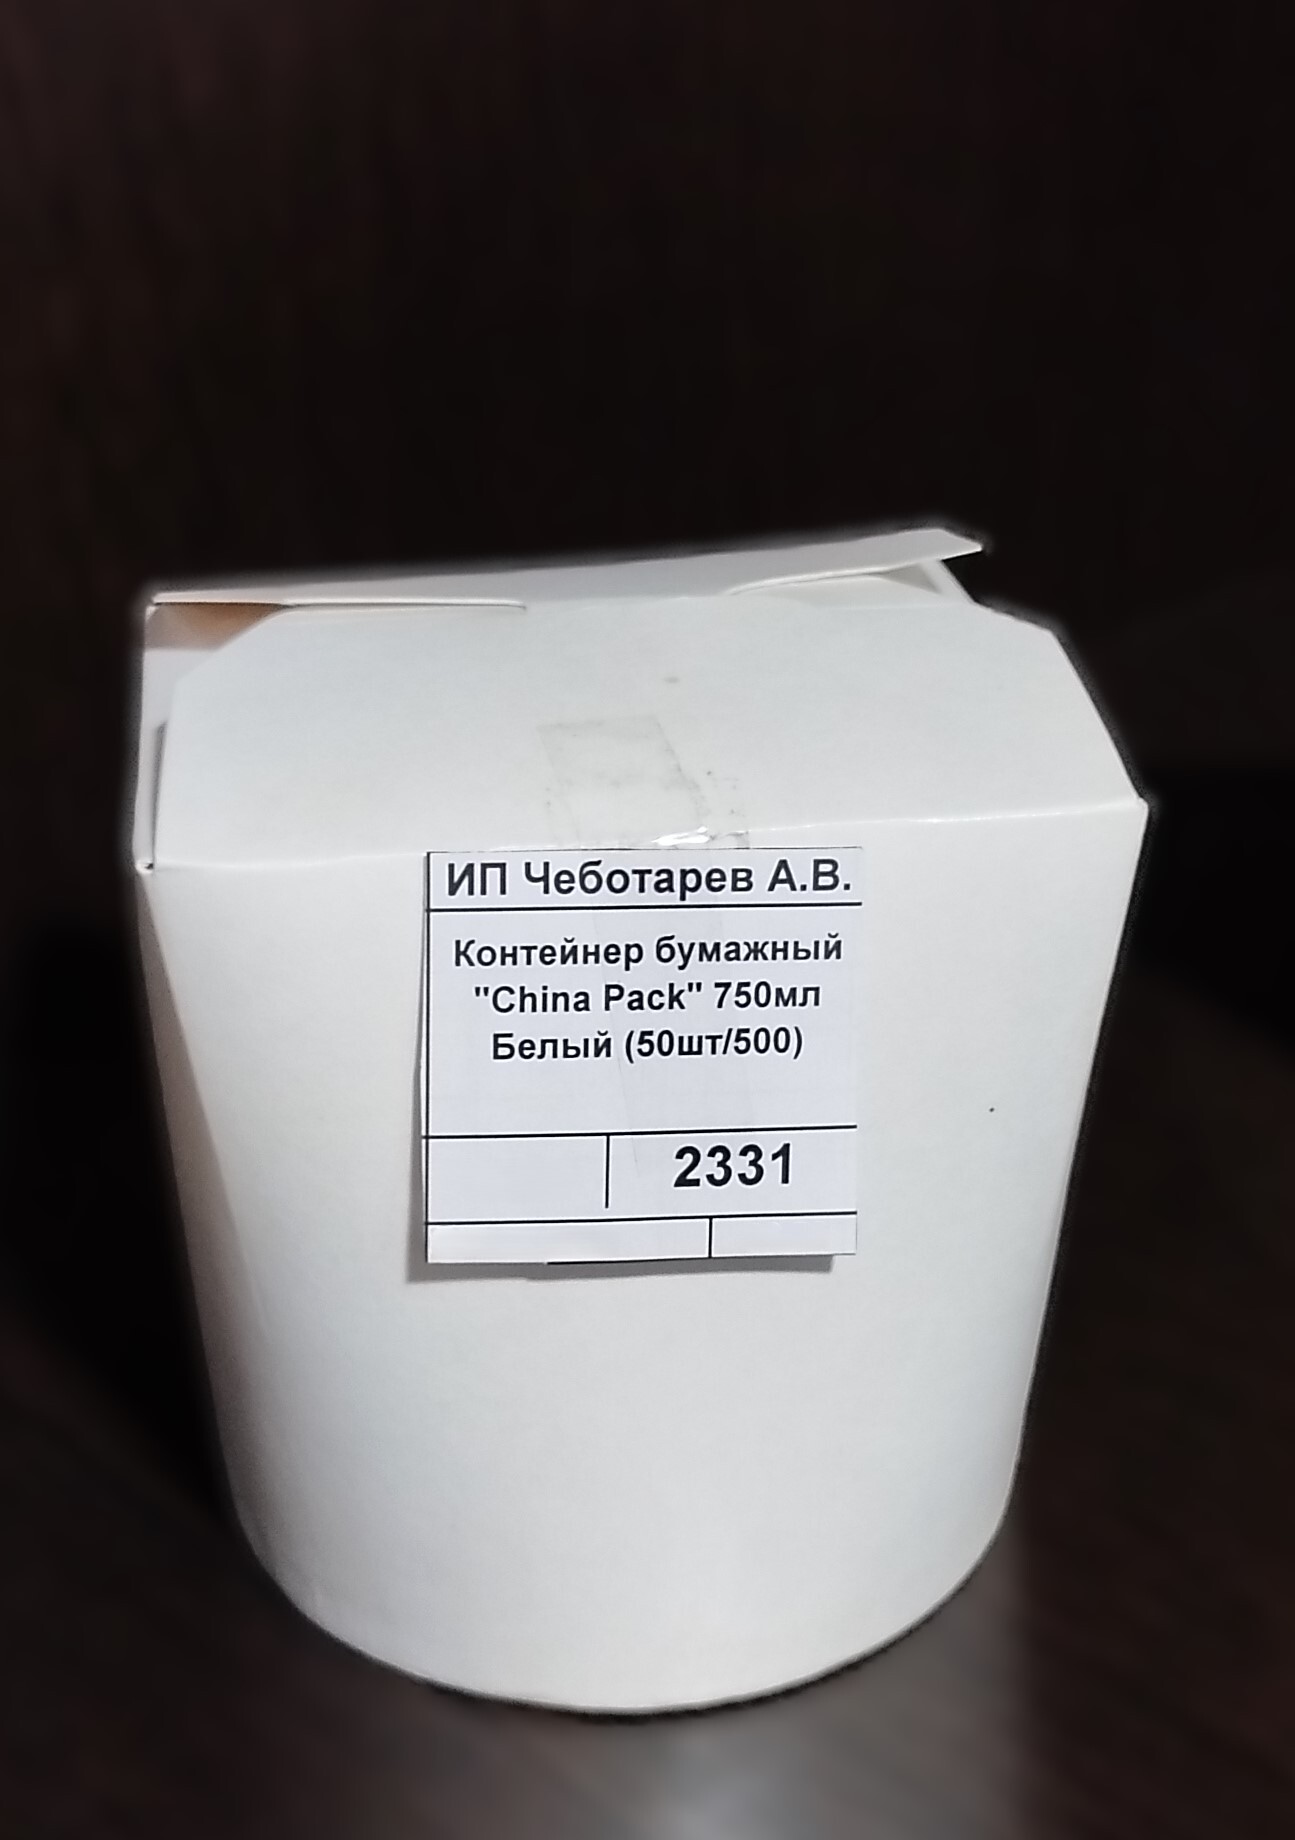 ИП Чеботарев А.В.
Контейнер бумажный
"China Pack" 750мл
Белый (50шт/500)
2331